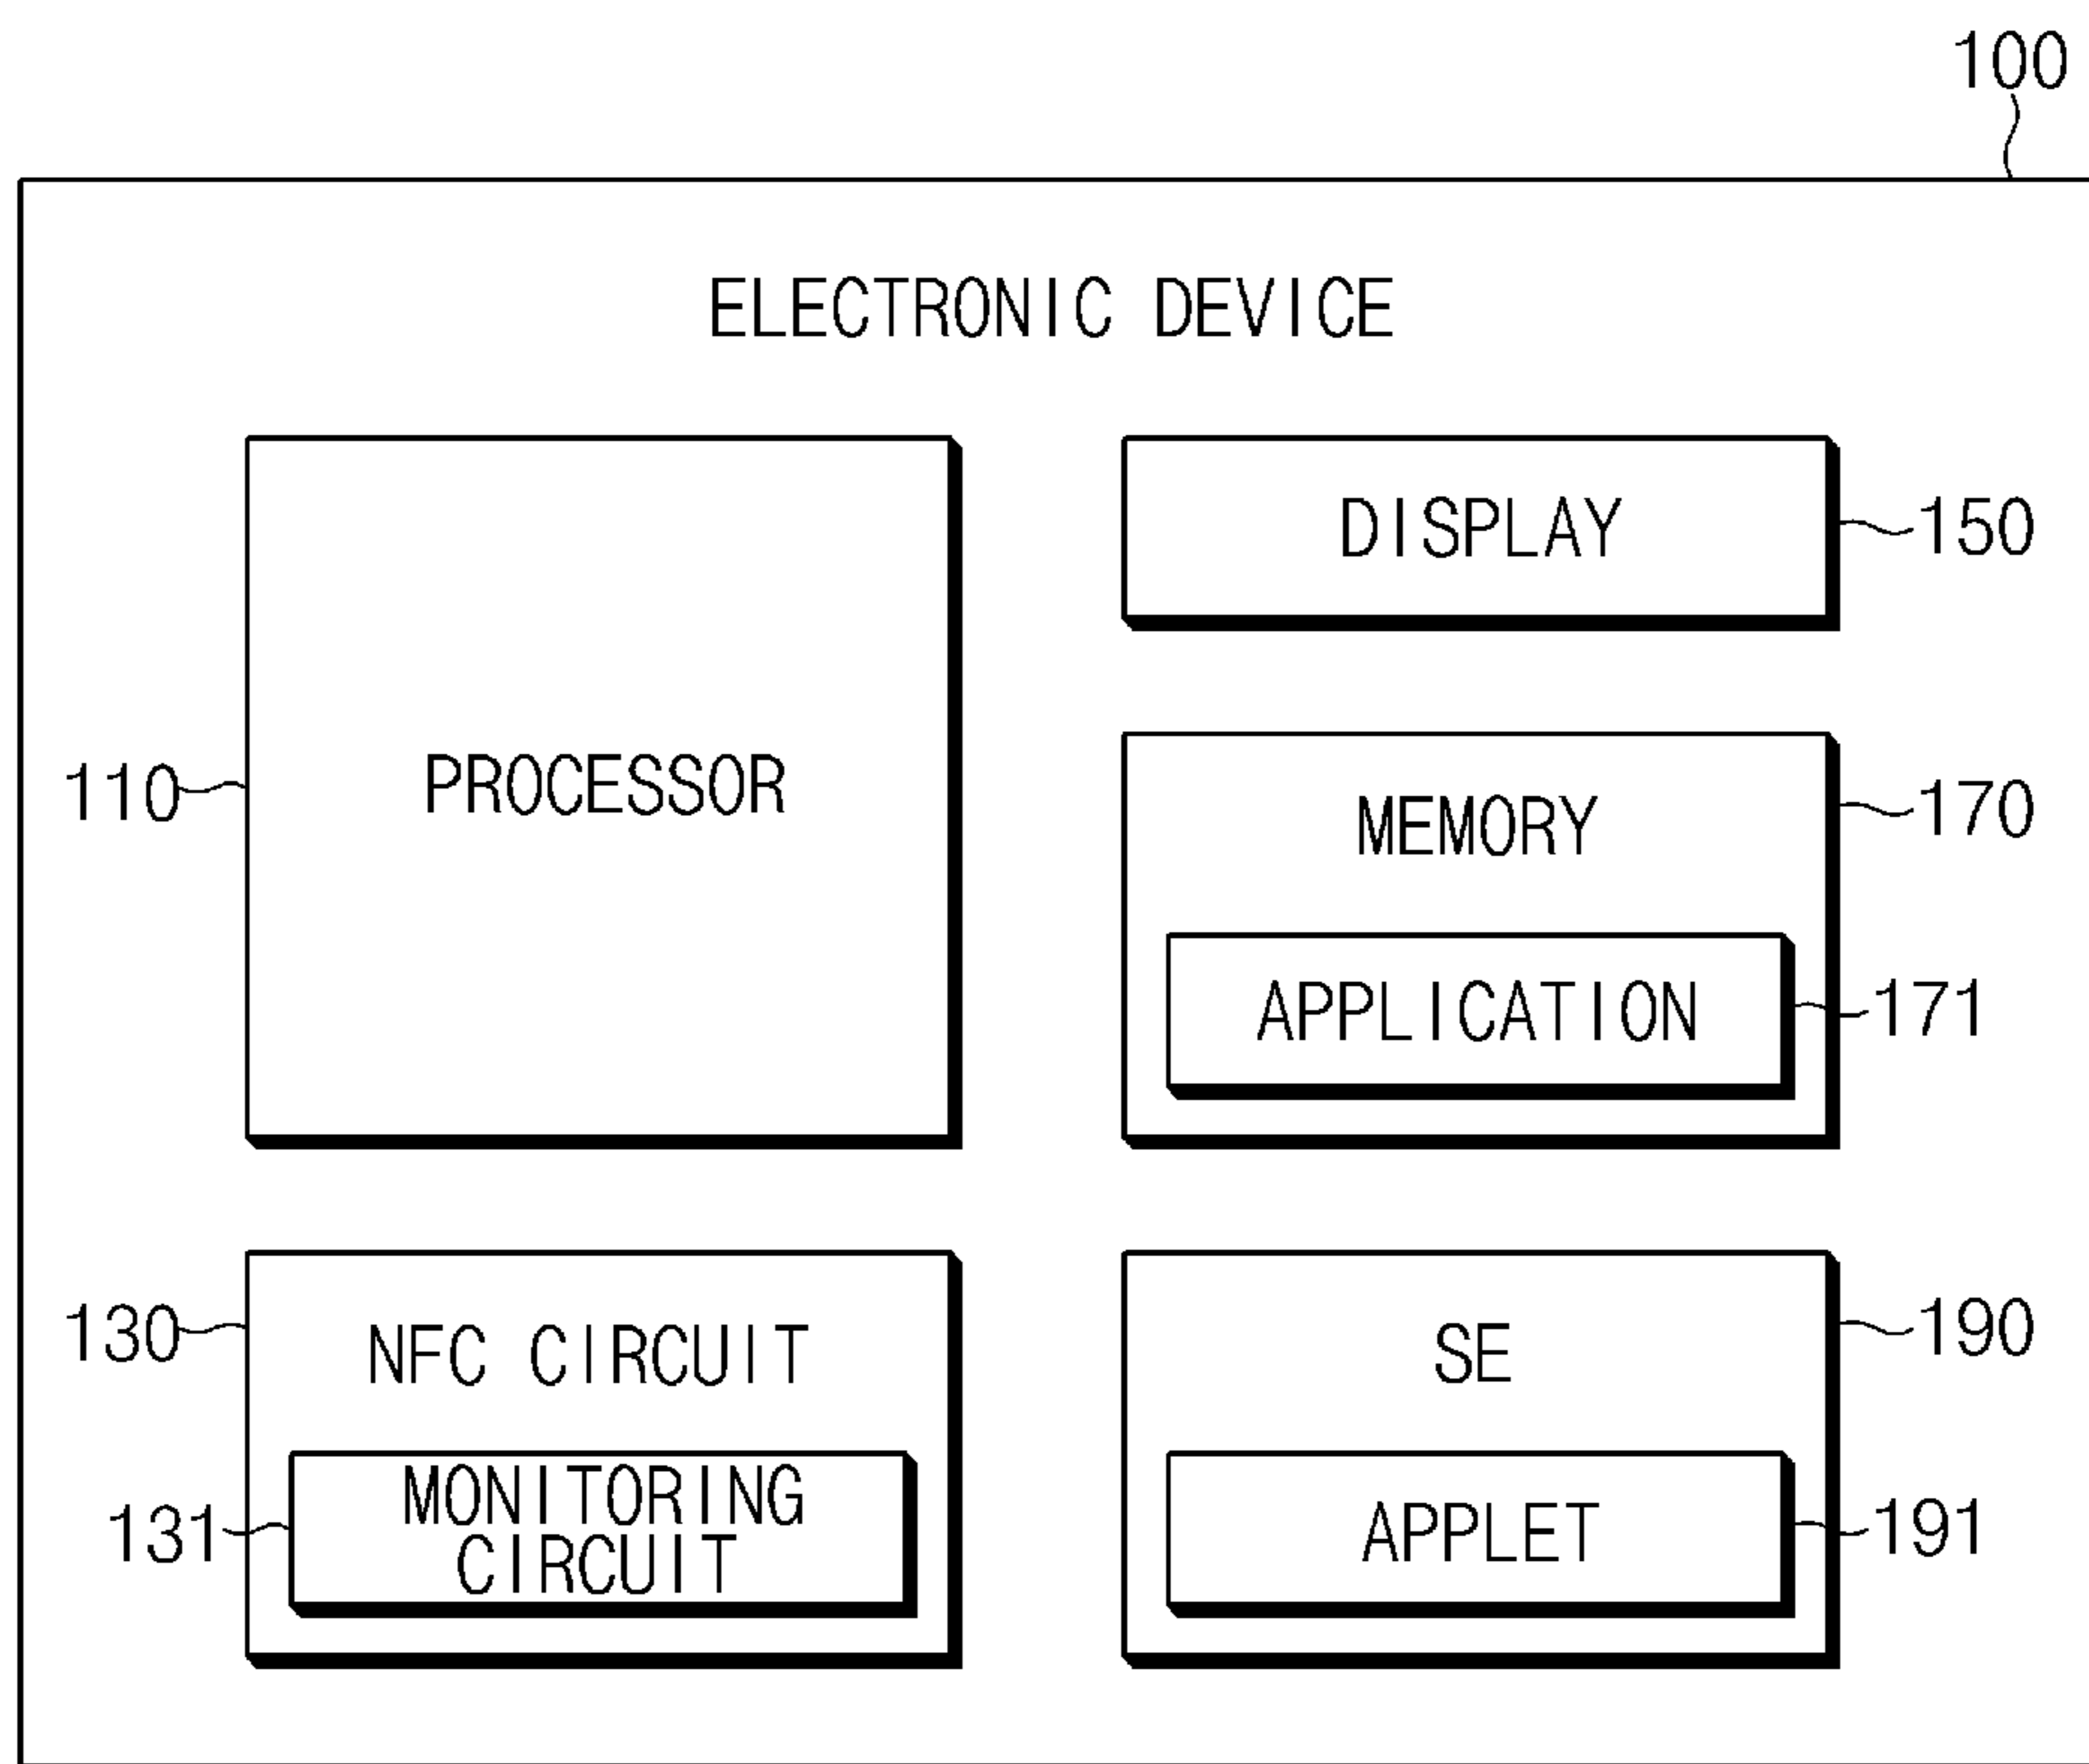 100
ELECTRONIC DEVICE
DISPLAY
150
110
PROCESSOR
MEMORY
170
APPLICATION
171
130
NFC CIRCUIT
SE
190
131
MONITORING
CIRCUIT
APPLET
191